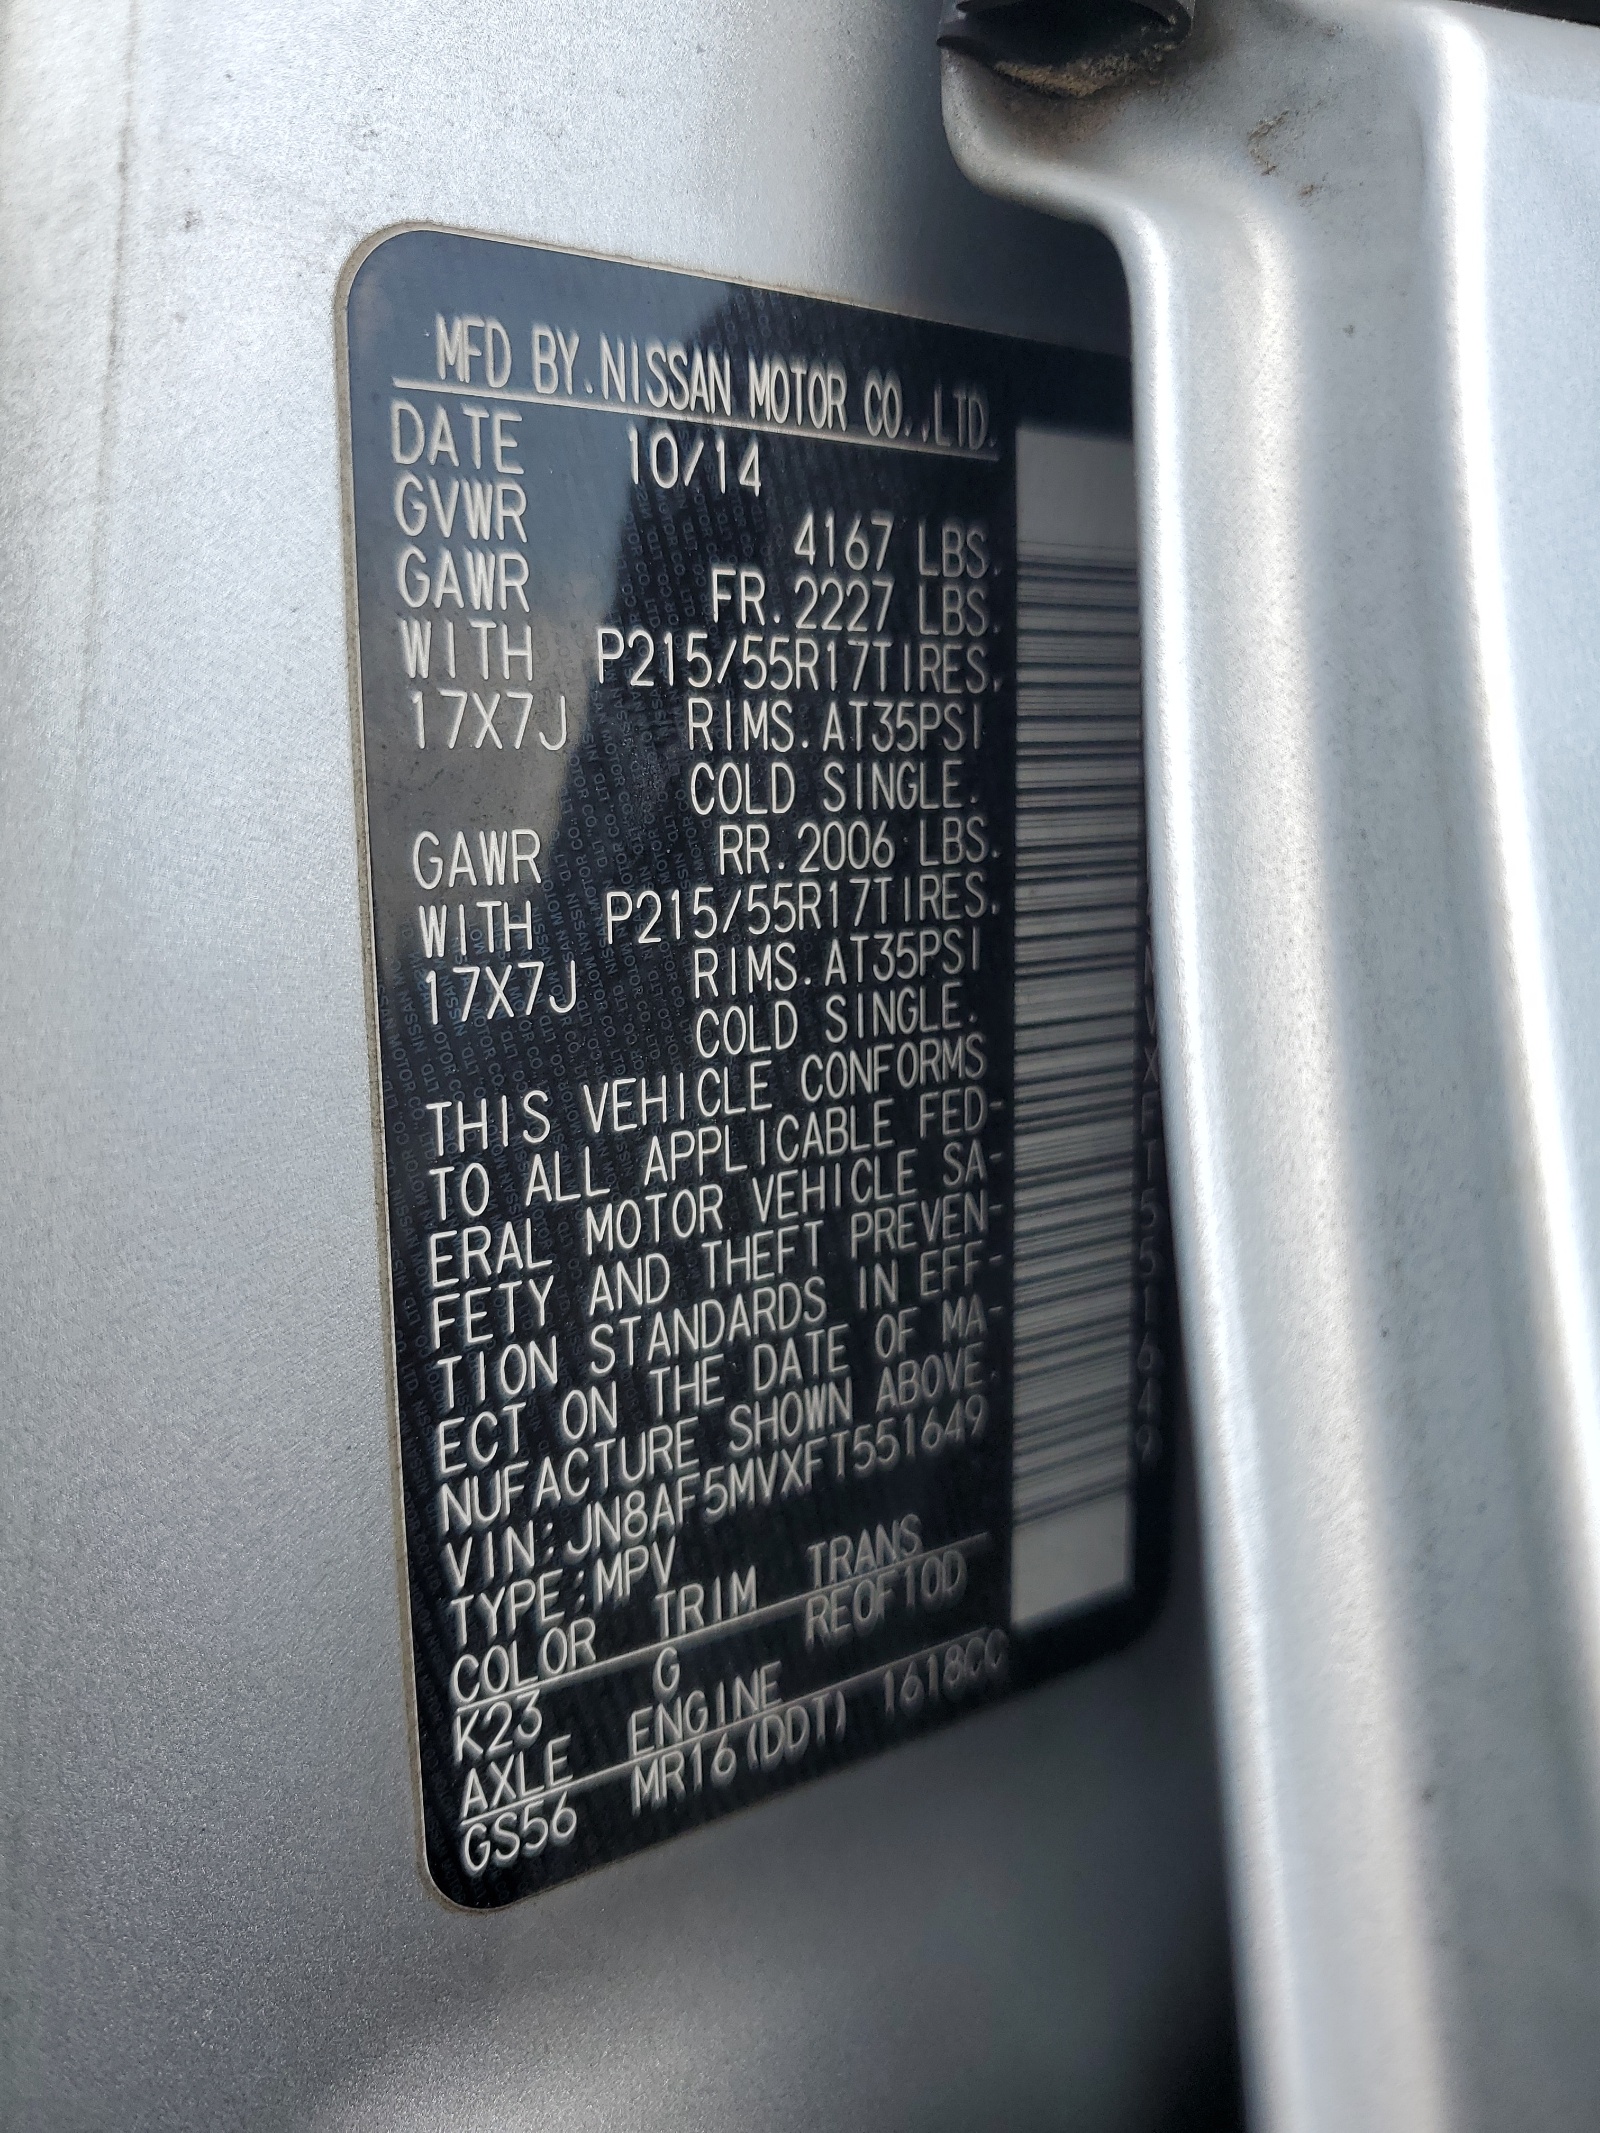 MFD BY.NISSAN MOTOR CO.,LTD.
DATE 10/14
GVWR 4167 LBS.
GAWR FR.2227 LBS.
WITH P215/55R17TIRES.
17X7J RIMS.AT35PSI
COLD SINGLE.
GAWR RR.2006 LBS.
WITH P215/55R17TIRES.
17X7J RIMS.AT35PSI
COLD SINGLE.
THIS VEHICLE CONFORMS
TO ALL APPLICABLE FED-
ERAL MOTOR VEHICLE SA-
FETY AND THEFT PREVEN-
TION STANDARDS IN EFF-
ECT ON THE DATE OF MA-
NUFACTURE SHOWN ABOVE.
VIN:JN8AF5MVXFT551649
TYPE:MPV
COLOR TRIM TRANS
K23 G RE0F10D
AXLE ENGINE
GS56 MR16(DDT) 1618CC